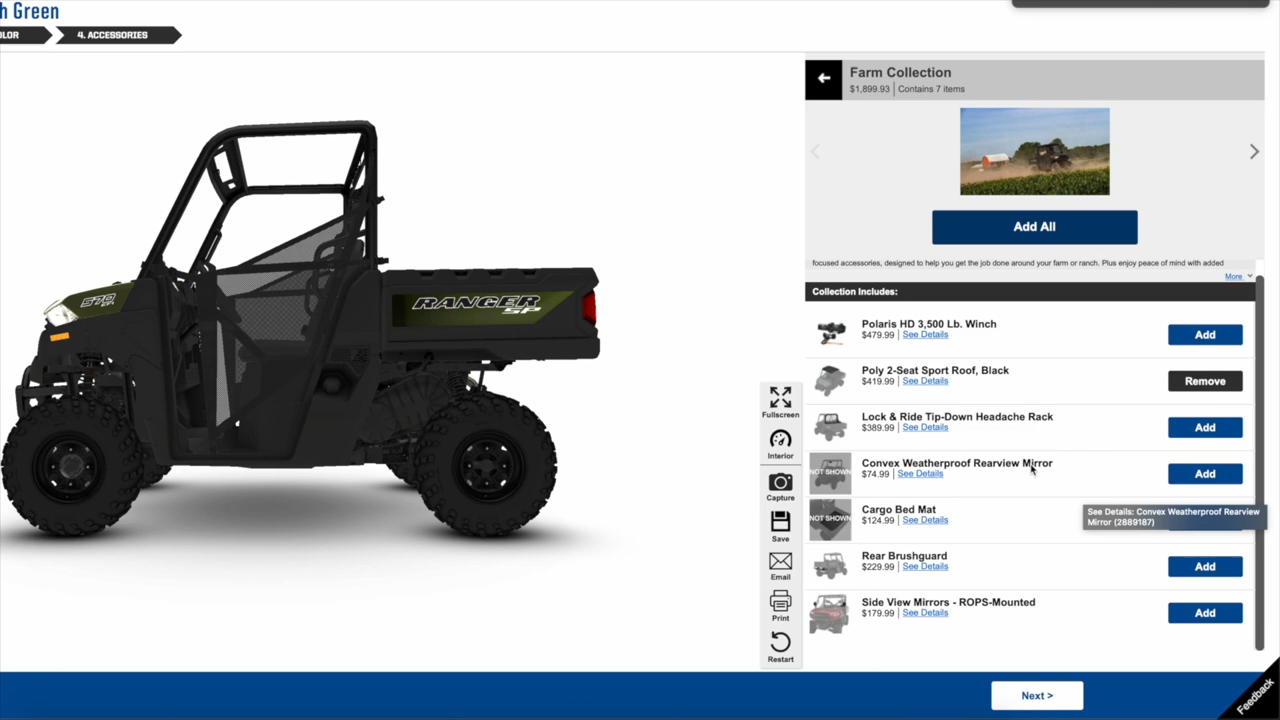 h Green
OLOR
4. ACCESSORIES
Farm Collection
$1,899.93 | Contains 7 items
Add All
focused accessories, designed to help you get the job done around your farm or ranch. Plus enjoy peace of mind with added
More
Collection Includes:
Polaris HD 3,500 Lb. Winch
$479.99 | See Details
Add
Poly 2-Seat Sport Roof, Black
$419.99 | See Details
Remove
Lock & Ride Tip-Down Headache Rack
$389.99 | See Details
Add
NOT SHOWN
Convex Weatherproof Rearview Mirror
$74.99 | See Details
Add
NOT SHOWN
Cargo Bed Mat
$124.99 | See Details
See Details: Convex Weatherproof Rearview
Mirror (2889187)
Rear Brushguard
$229.99 | See Details
Add
Side View Mirrors - ROPS-Mounted
$179.99 | See Details
Add
570
RANGER
SP
Fullscreen
Interior
Capture
Save
Email
Print
Restart
Next >
Feedback